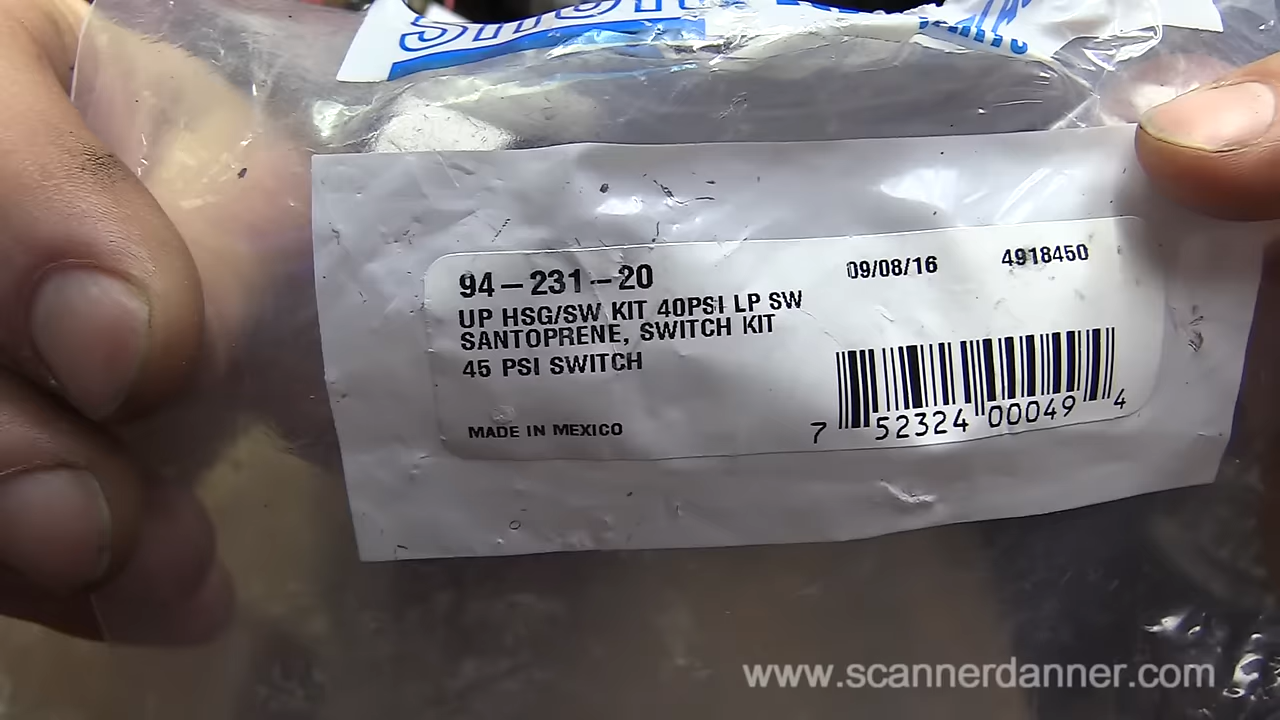 94-231-20
09/08/16
4918450
UP HSG/SW KIT 40PSI LP SW
SANTOPRENE, SWITCH KIT
45 PSI SWITCH
MADE IN MEXICO
7 52324 00049 4
www.scannerdanner.com